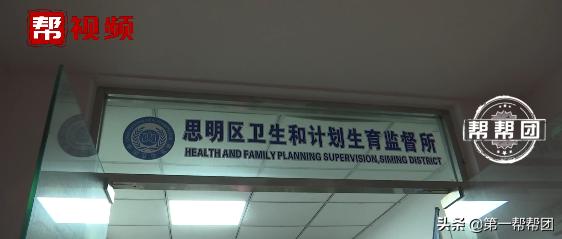 帮视频
思明区卫生和计划生育监督所
HEALTH AND FAMILY PLANNING SUPERVISION,SIMING DISTRICT
帮帮团
头条 @第一帮帮团